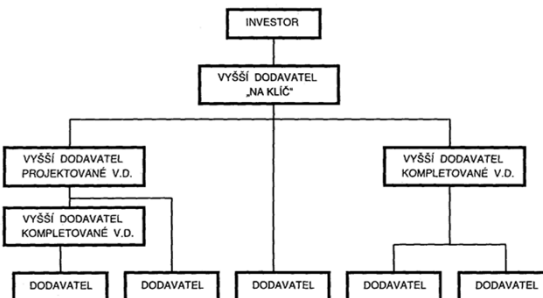 INVESTOR
VYŠŠÍ DODAVATEL
„NA KLÍČ“
VYŠŠÍ DODAVATEL
PROJEKTOVANÉ V.D.
VYŠŠÍ DODAVATEL
KOMPLETOVANÉ V.D.
VYŠŠÍ DODAVATEL
KOMPLETOVANÉ V.D.
DODAVATEL
DODAVATEL
DODAVATEL
DODAVATEL
DODAVATEL